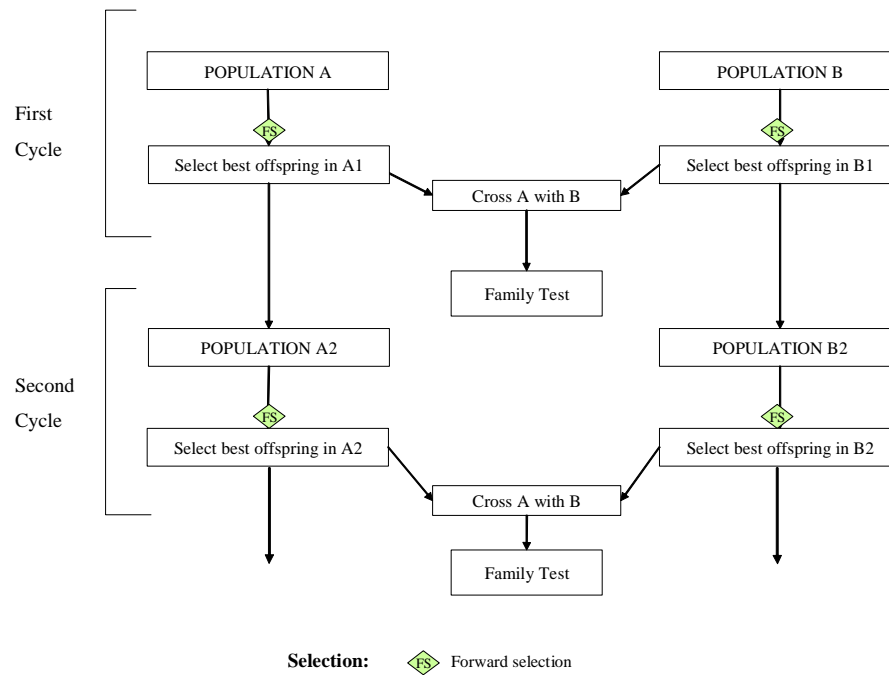 POPULATION A
POPULATION B
First
Cycle
FS
FS
Select best offspring in A1
Select best offspring in B1
Cross A with B
Family Test
POPULATION A2
POPULATION B2
Second
Cycle
FS
FS
Select best offspring in A2
Select best offspring in B2
Cross A with B
Family Test
Selection: FS Forward selection